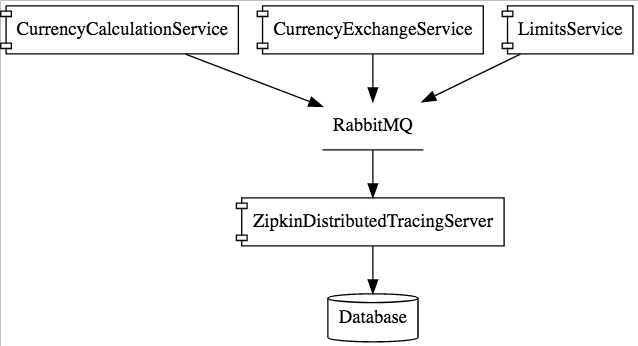 CurrencyCalculationService
CurrencyExchangeService
LimitsService
RabbitMQ
ZipkinDistributedTracingServer
Database